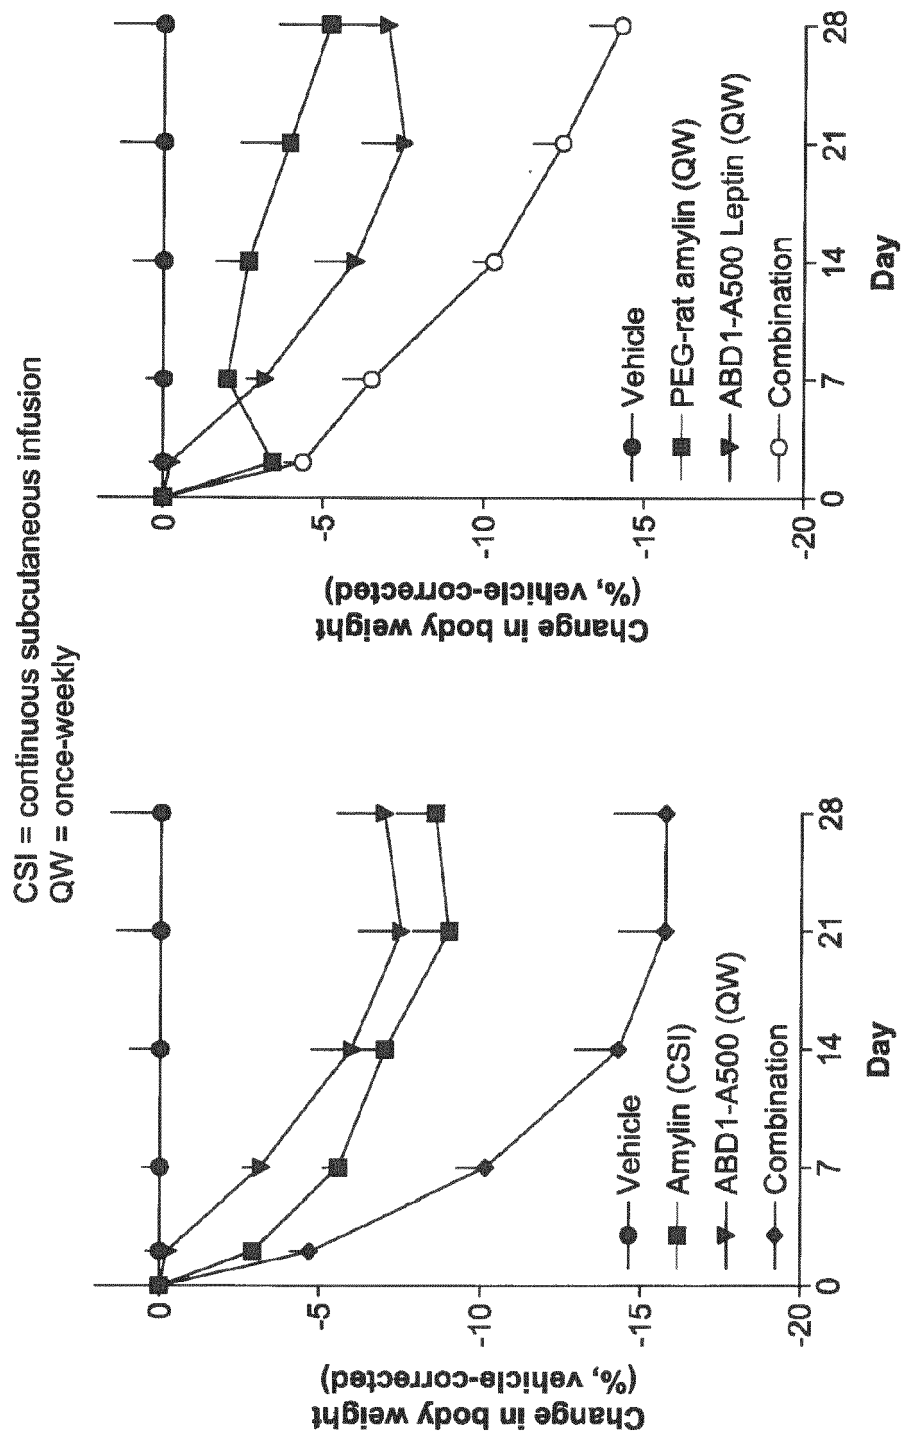 CSI = continuous subcutaneous infusion
QW = once-weekly
Change in body weight
(%, vehicle-corrected)
0
-5
-10
-15
-20
Vehicle
Amylin (CSI)
ABD1-A500 (QW)
Combination
0
7
14
21
28
Day
Change in body weight
(%, vehicle-corrected)
0
-5
-10
-15
-20
Vehicle
PEG-rat amylin (QW)
ABD1-A500 Leptin (QW)
Combination
0
7
14
21
28
Day